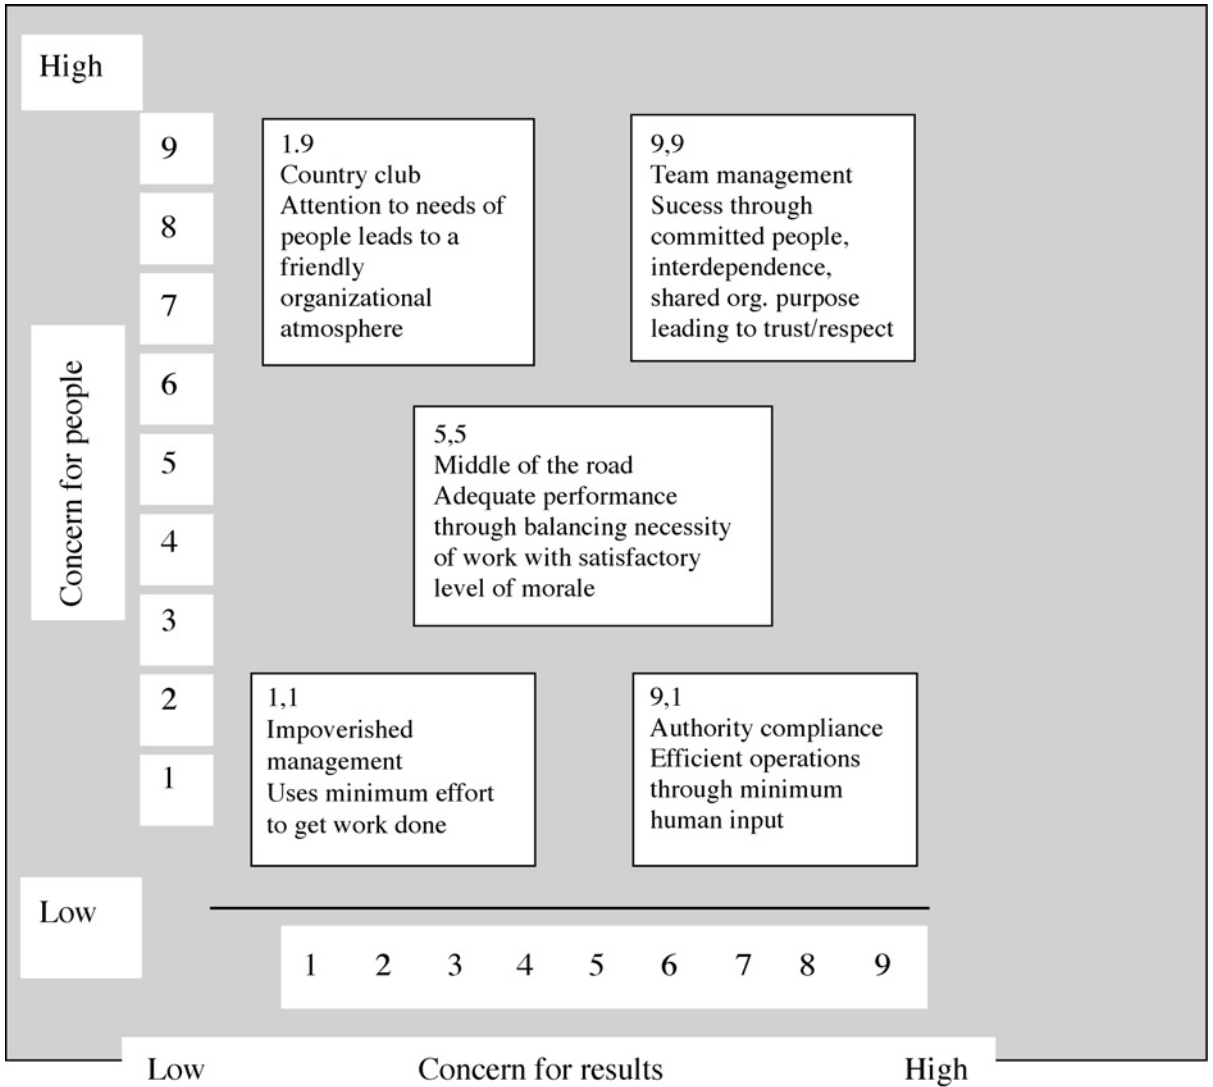 High
9
8
7
6
5
4
3
2
1
Concern for people
1.9
Country club
Attention to needs of
people leads to a
friendly
organizational
atmosphere
9,9
Team management
Sucess through
committed people,
interdependence,
shared org. purpose
leading to trust/respect
5,5
Middle of the road
Adequate performance
through balancing necessity
of work with satisfactory
level of morale
1,1
Impoverished
management
Uses minimum effort
to get work done
9,1
Authority compliance
Efficient operations
through minimum
human input
Low
1 2 3 4 5 6 7 8 9
Low Concern for results High